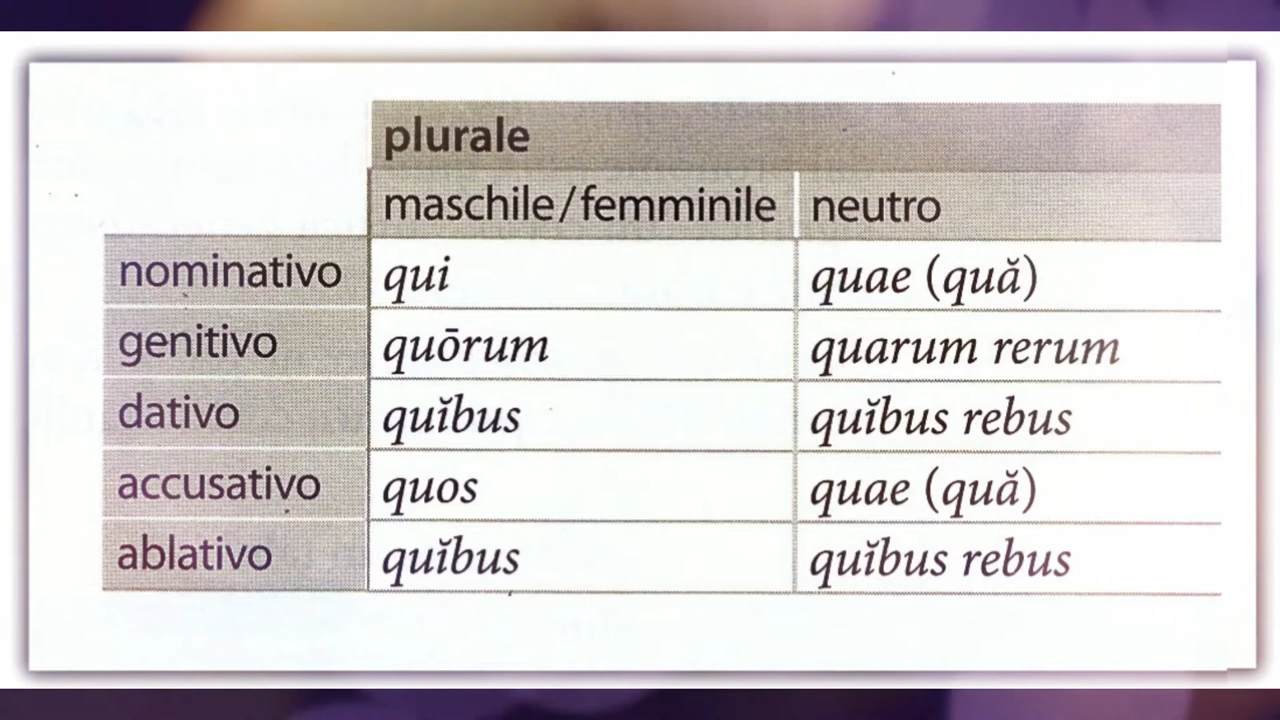 plurale
maschile/femminile neutro
nominativo qui quae (quă)
genitivo quōrum quarum rerum
dativo quĭbus quĭbus rebus
accusativo quos quae (quă)
ablativo quĭbus quĭbus rebus